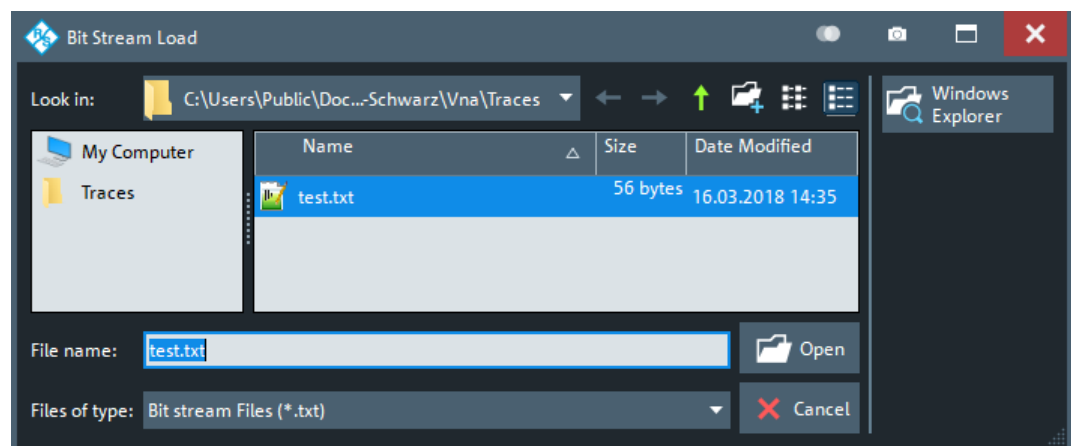 R&S Bit Stream Load
Look in: C:\Users\Public\Doc...-Schwarz\Vna\Traces
Windows
Explorer
My Computer
Traces
Name Size Date Modified
test.txt 56 bytes 16.03.2018 14:35
File name: test.txt Open
Files of type: Bit stream Files (*.txt) Cancel